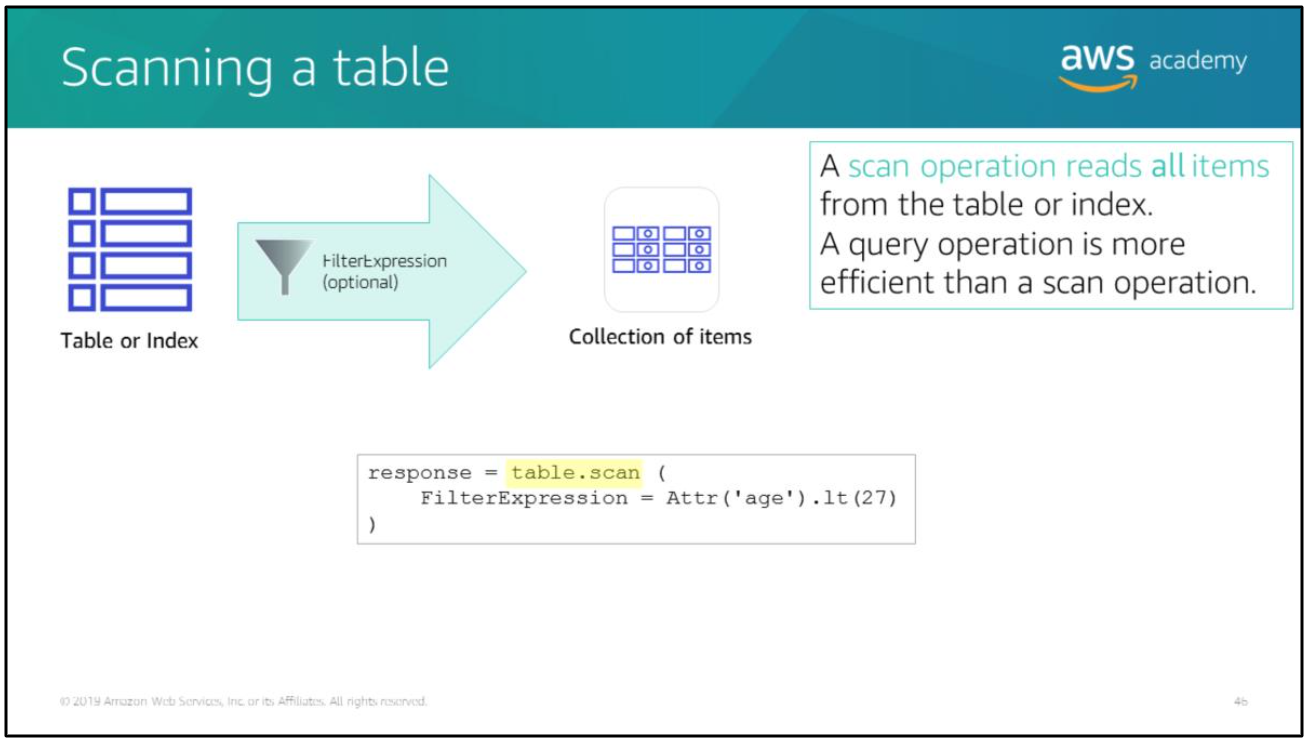 Scanning a table
aws academy
A scan operation reads all items
from the table or index.
A query operation is more
efficient than a scan operation.
FilterExpression
(optional)
Table or Index
Collection of items
response = table.scan (
    FilterExpression = Attr('age').lt(27)
)
© 2019 Amazon Web Services, Inc. or its Affiliates. All rights reserved.
46